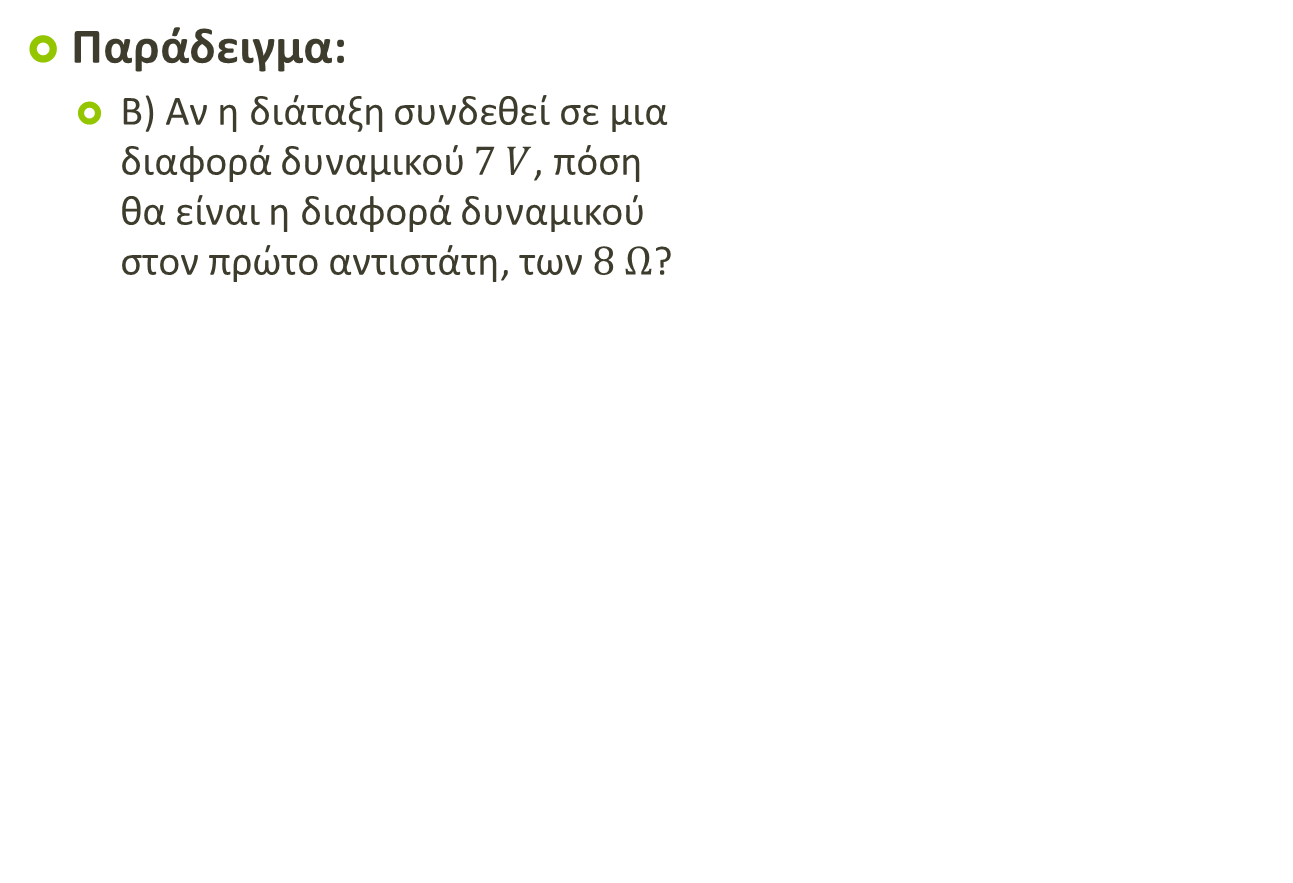 Παράδειγμα:
Β) Αν η διάταξη συνδεθεί σε μια
διαφορά δυναμικού 7 V, πόση
θα είναι η διαφορά δυναμικού
στον πρώτο αντιστάτη, των 8 Ω?